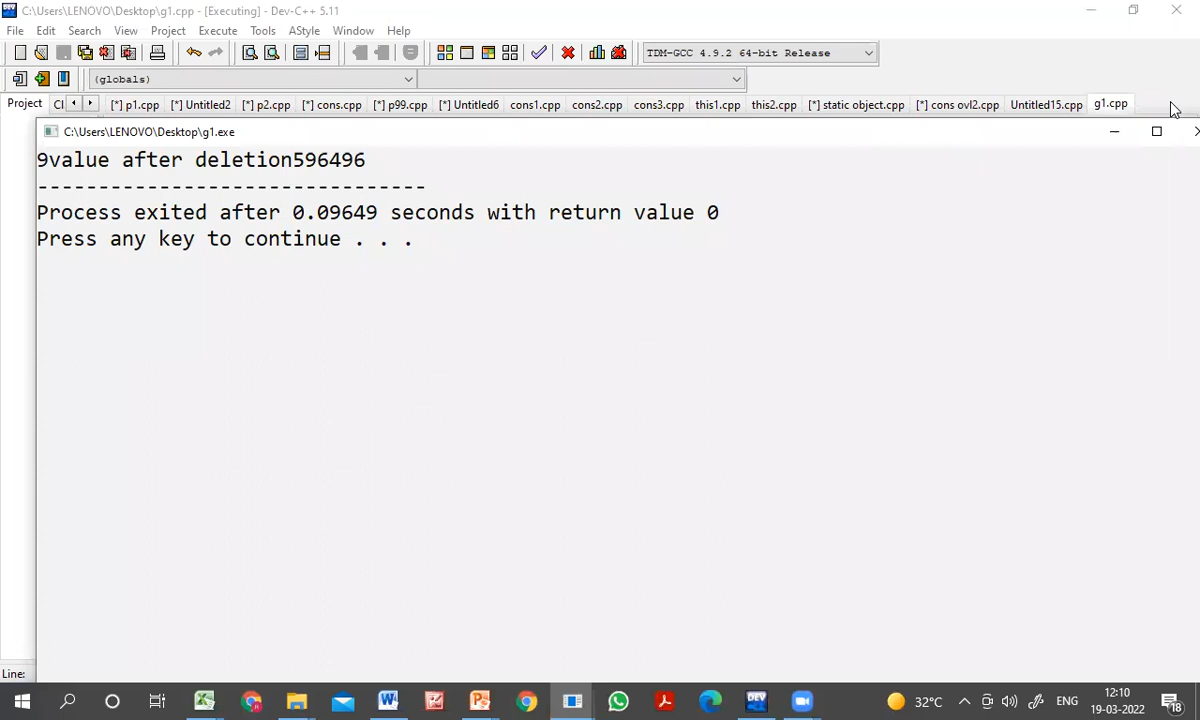 C:\Users\LENOVO\Desktop\g1.cpp - [Executing] - Dev-C++ 5.11
File Edit Search View Project Execute Tools AStyle Window Help
TDM-GCC 4.9.2 64-bit Release
(globals)
Project Cl [*] p1.cpp [*] Untitled2 [*] p2.cpp [*] cons.cpp [*] p99.cpp [*] Untitled6 cons1.cpp cons2.cpp cons3.cpp this1.cpp this2.cpp [*] static object.cpp [*] cons ovl2.cpp Untitled15.cpp g1.cpp
C:\Users\LENOVO\Desktop\g1.exe
9value after deletion596496
--------------------------------
Process exited after 0.09649 seconds with return value 0
Press any key to continue . . .
Line:
32°C ENG 12:10
19-03-2022 18